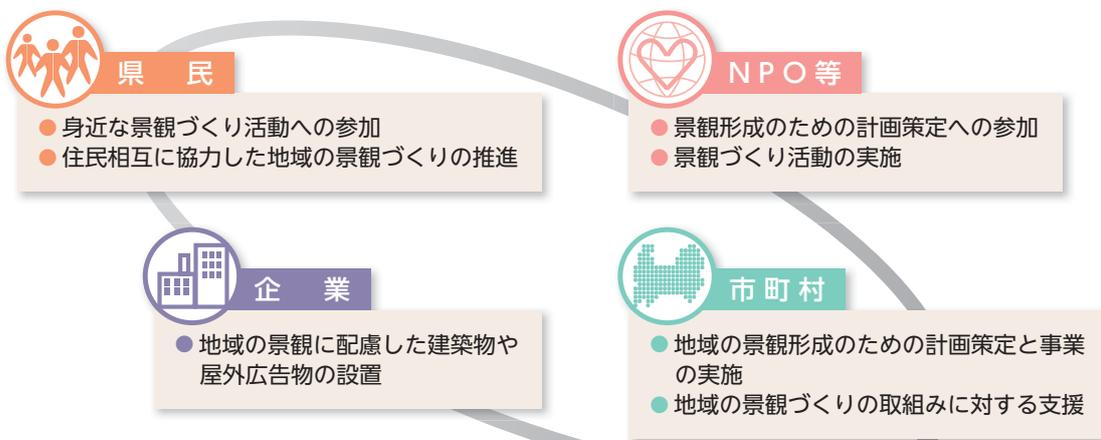 県　民
●身近な景観づくり活動への参加
●住民相互に協力した地域の景観づくりの推進
NPO等
●景観形成のための計画策定への参加
●景観づくり活動の実施
企　業
●地域の景観に配慮した建築物や
屋外広告物の設置
市町村
●地域の景観形成のための計画策定と事業
の実施
●地域の景観づくりの取組みに対する支援